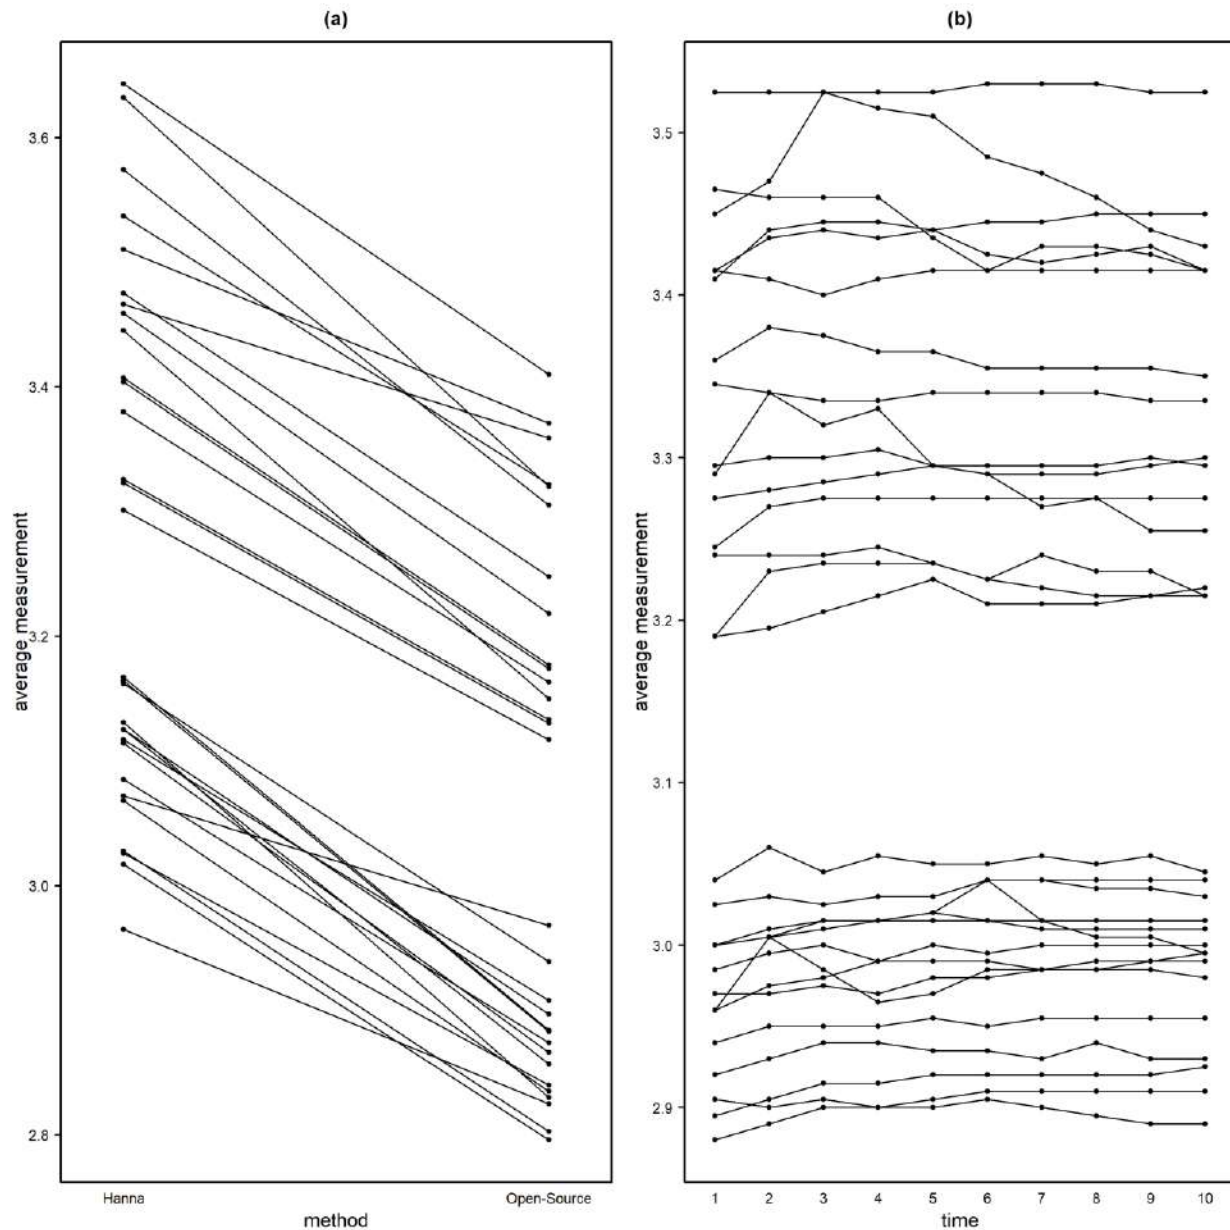 (a)
(b)
average measurement
3.6
3.4
3.2
3.0
2.8
Hanna
Open-Source
method
average measurement
3.5
3.4
3.3
3.2
3.1
3.0
2.9
1 2 3 4 5 6 7 8 9 10
time